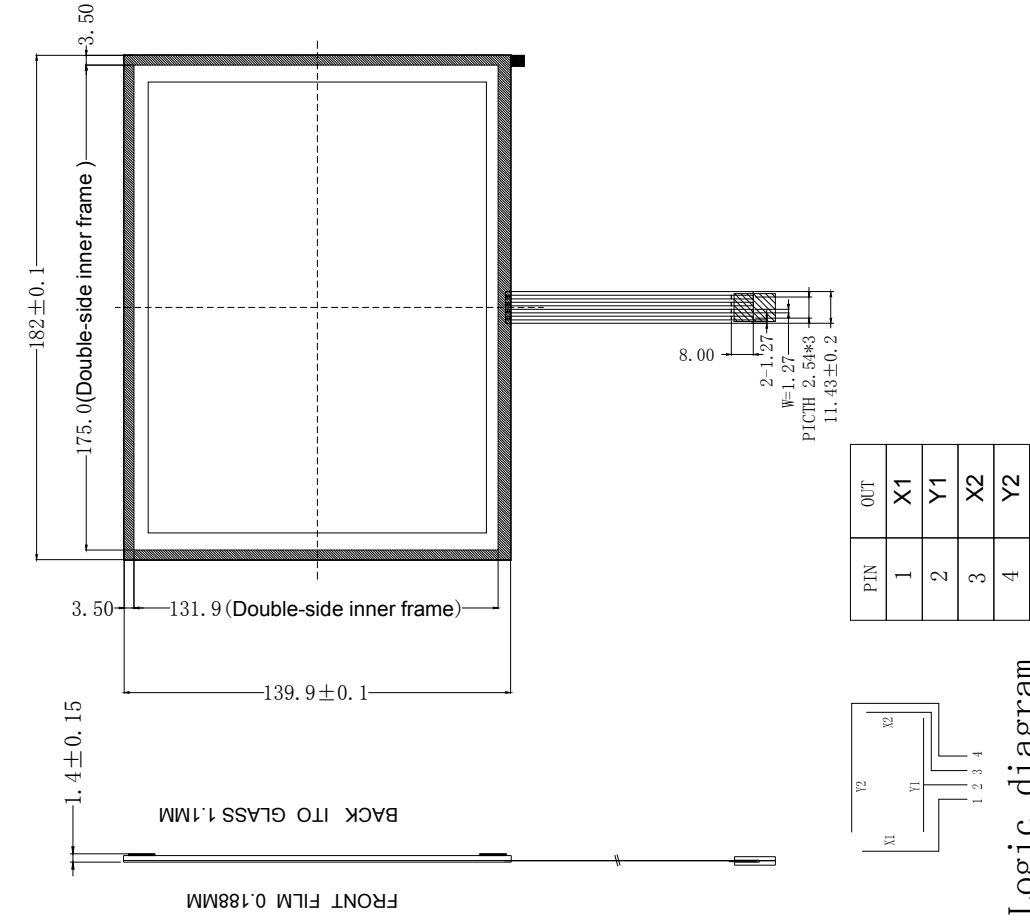 3.50
182±0.1
175.0(Double-side inner frame )
8.00
2-1.27
W=1.27
PICTH 2.54*3
11.43±0.2
3.50
131.9(Double-side inner frame)
139.9±0.1
PIN OUT
1 X1
2 Y1
3 X2
4 Y2
1.4±0.15
BACK ITO GLASS 1.1MM
FRONT FILM 0.188MM
Y2
X1
X2
Y1
1 2 3 4
Logic diagram